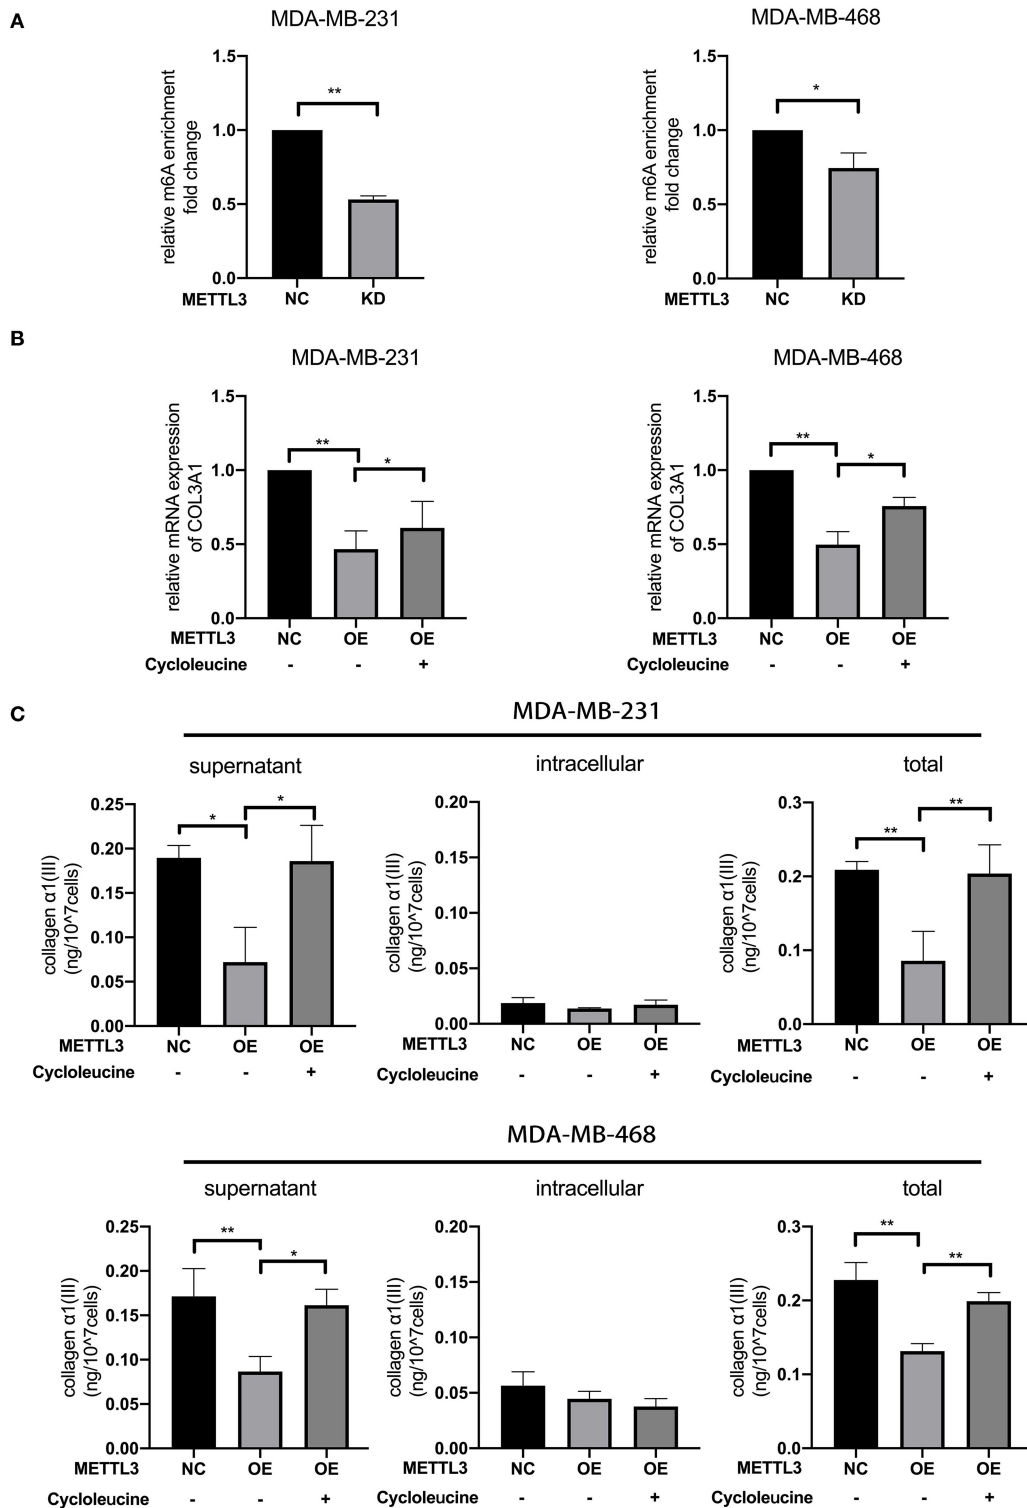 A
MDA-MB-231
MDA-MB-468
relative m6A enrichment
fold change
1.5
1.0
0.5
0.0
**
METTL3 NC KD
relative m6A enrichment
fold change
1.5
1.0
0.5
0.0
*
METTL3 NC KD
B
MDA-MB-231
MDA-MB-468
relative mRNA expression
of COL3A1
1.5
1.0
0.5
0.0
**
*
METTL3 NC OE OE
Cycloleucine - - +
relative mRNA expression
of COL3A1
1.5
1.0
0.5
0.0
**
*
METTL3 NC OE OE
Cycloleucine - - +
C
MDA-MB-231
supernatant
collagen α1(III)
(ng/10^7cells)
0.25
0.20
0.15
0.10
0.05
0.00
*
*
METTL3 NC OE OE
Cycloleucine - - +
intracellular
collagen α1(III)
(ng/10^7cells)
0.20
0.15
0.10
0.05
0.00
METTL3 NC OE OE
Cycloleucine - - +
total
collagen α1(III)
(ng/10^7cells)
0.3
0.2
0.1
0.0
**
**
METTL3 NC OE OE
Cycloleucine - - +
MDA-MB-468
supernatant
collagen α1(III)
(ng/10^7cells)
0.25
0.20
0.15
0.10
0.05
0.00
**
*
METTL3 NC OE OE
Cycloleucine - - +
intracellular
collagen α1(III)
(ng/10^7cells)
0.20
0.15
0.10
0.05
0.00
METTL3 NC OE OE
Cycloleucine - - +
total
collagen α1(III)
(ng/10^7cells)
0.3
0.2
0.1
0.0
**
**
METTL3 NC OE OE
Cycloleucine - - +